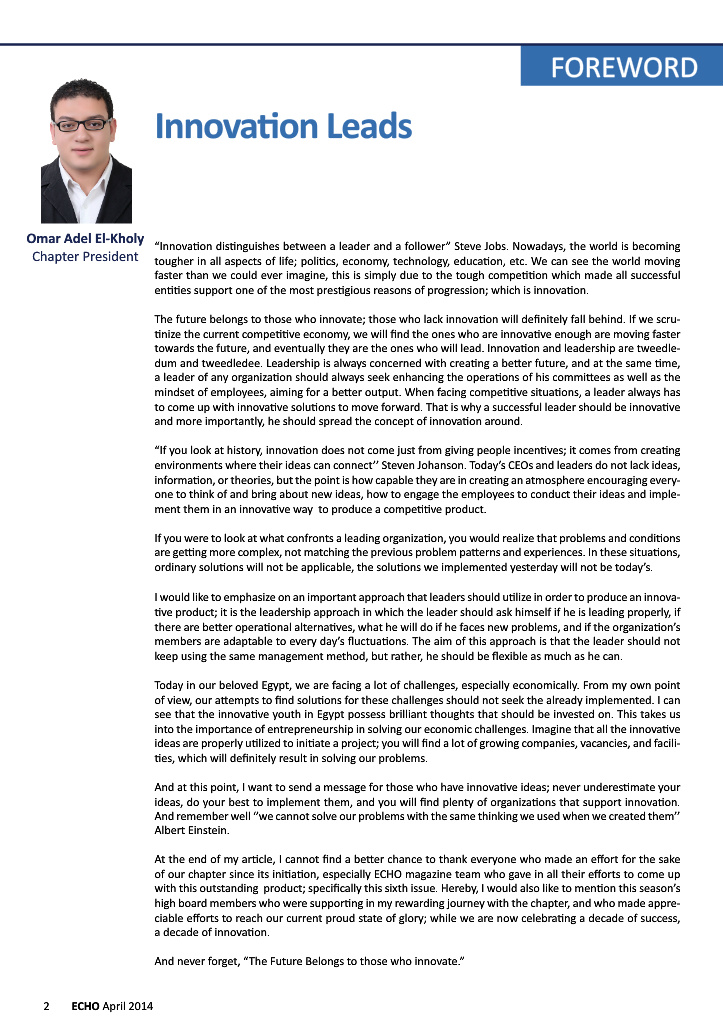 FOREWORD
Innovation Leads
Omar Adel El-Kholy
Chapter President
“Innovation distinguishes between a leader and a follower” Steve Jobs. Nowadays, the world is becoming
tougher in all aspects of life; politics, economy, technology, education, etc. We can see the world moving
faster than we could ever imagine, this is simply due to the tough competition which made all successful
entities support one of the most prestigious reasons of progression; which is innovation.
The future belongs to those who innovate; those who lack innovation will definitely fall behind. If we scru-
tinize the current competitive economy, we will find the ones who are innovative enough are moving faster
towards the future, and eventually they are the ones who will lead. Innovation and leadership are tweedle-
dum and tweedledee. Leadership is always concerned with creating a better future, and at the same time,
a leader of any organization should always seek enhancing the operations of his committees as well as the
mindset of employees, aiming for a better output. When facing competitive situations, a leader always has
to come up with innovative solutions to move forward. That is why a successful leader should be innovative
and more importantly, he should spread the concept of innovation around.
“If you look at history, innovation does not come just from giving people incentives; it comes from creating
environments where their ideas can connect’’ Steven Johanson. Today’s CEOs and leaders do not lack ideas,
information, or theories, but the point is how capable they are in creating an atmosphere encouraging every-
one to think of and bring about new ideas, how to engage the employees to conduct their ideas and imple-
ment them in an innovative way to produce a competitive product.
If you were to look at what confronts a leading organization, you would realize that problems and conditions
are getting more complex, not matching the previous problem patterns and experiences. In these situations,
ordinary solutions will not be applicable, the solutions we implemented yesterday will not be today’s.
I would like to emphasize on an important approach that leaders should utilize in order to produce an innova-
tive product; it is the leadership approach in which the leader should ask himself if he is leading properly, if
there are better operational alternatives, what he will do if he faces new problems, and if the organization’s
members are adaptable to every day’s fluctuations. The aim of this approach is that the leader should not
keep using the same management method, but rather, he should be flexible as much as he can.
Today in our beloved Egypt, we are facing a lot of challenges, especially economically. From my own point
of view, our attempts to find solutions for these challenges should not seek the already implemented. I can
see that the innovative youth in Egypt possess brilliant thoughts that should be invested on. This takes us
into the importance of entrepreneurship in solving our economic challenges. Imagine that all the innovative
ideas are properly utilized to initiate a project; you will find a lot of growing companies, vacancies, and facili-
ties, which will definitely result in solving our problems.
And at this point, I want to send a message for those who have innovative ideas; never underestimate your
ideas, do your best to implement them, and you will find plenty of organizations that support innovation.
And remember well ‘‘we cannot solve our problems with the same thinking we used when we created them’’
Albert Einstein.
At the end of my article, I cannot find a better chance to thank everyone who made an effort for the sake
of our chapter since its initiation, especially ECHO magazine team who gave in all their efforts to come up
with this outstanding product; specifically this sixth issue. Hereby, I would also like to mention this season’s
high board members who were supporting in my rewarding journey with the chapter, and who made appre-
ciable efforts to reach our current proud state of glory; while we are now celebrating a decade of success,
a decade of innovation.
And never forget, “The Future Belongs to those who innovate.”
2 ECHO April 2014